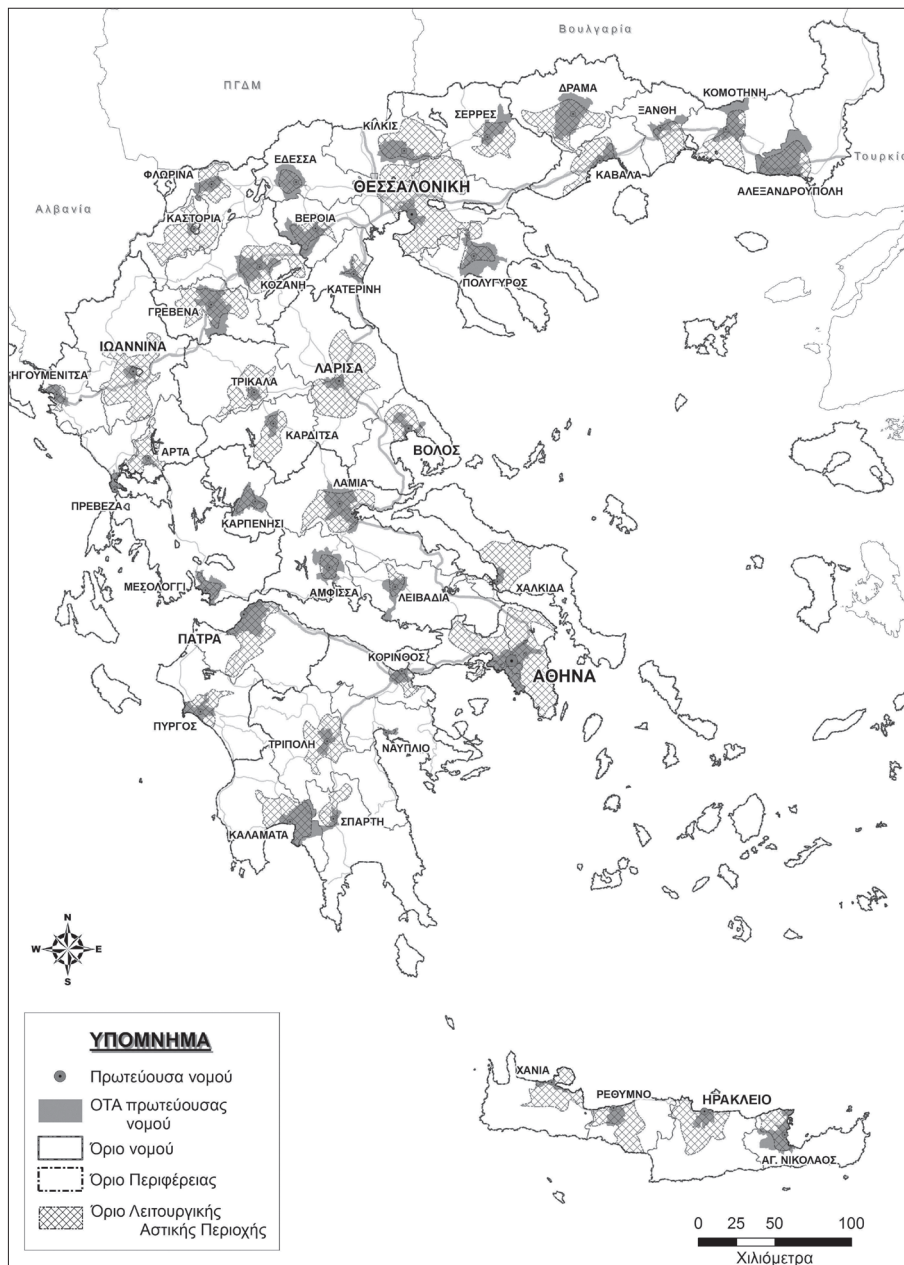 Βουλγαρία
ΠΓΔΜ
ΚΟΜΟΤΗΝΗ
ΔΡΑΜΑ
ΞΑΝΘΗ
ΣΕΡΡΕΣ
ΚΙΛΚΙΣ
Τουρκία
ΕΔΕΣΣΑ
ΦΛΩΡΙΝΑ
ΘΕΣΣΑΛΟΝΙΚΗ
ΚΑΒΑΛΑ
ΑΛΕΞΑΝΔΡΟΥΠΟΛΗ
Αλβανία
ΚΑΣΤΟΡΙΑ
ΒΕΡΟΙΑ
ΚΟΖΑΝΗ
ΚΑΤΕΡΙΝΗ
ΠΟΛΥΓΥΡΟΣ
ΓΡΕΒΕΝΑ
ΙΩΑΝΝΙΝΑ
ΗΓΟΥΜΕΝΙΤΣΑ
ΤΡΙΚΑΛΑ
ΛΑΡΙΣΑ
ΚΑΡΔΙΤΣΑ
ΒΟΛΟΣ
ΑΡΤΑ
ΛΑΜΙΑ
ΠΡΕΒΕΖΑ
ΚΑΡΠΕΝΗΣΙ
ΜΕΣΟΛΟΓΓΙ
ΑΜΦΙΣΣΑ
ΛΕΙΒΑΔΙΑ
ΧΑΛΚΙΔΑ
ΠΑΤΡΑ
ΚΟΡΙΝΘΟΣ
ΑΘΗΝΑ
ΠΥΡΓΟΣ
ΤΡΙΠΟΛΗ
ΝΑΥΠΛΙΟ
ΚΑΛΑΜΑΤΑ
ΣΠΑΡΤΗ
N
W E
S
ΥΠΟΜΝΗΜΑ
Πρωτεύουσα νομού
ΟΤΑ πρωτεύουσας
νομού
Όριο νομού
Όριο Περιφέρειας
Όριο Λειτουργικής
Αστικής Περιοχής
ΧΑΝΙΑ
ΡΕΘΥΜΝΟ
ΗΡΑΚΛΕΙΟ
ΑΓ. ΝΙΚΟΛΑΟΣ
0 25 50 100
Χιλιόμετρα